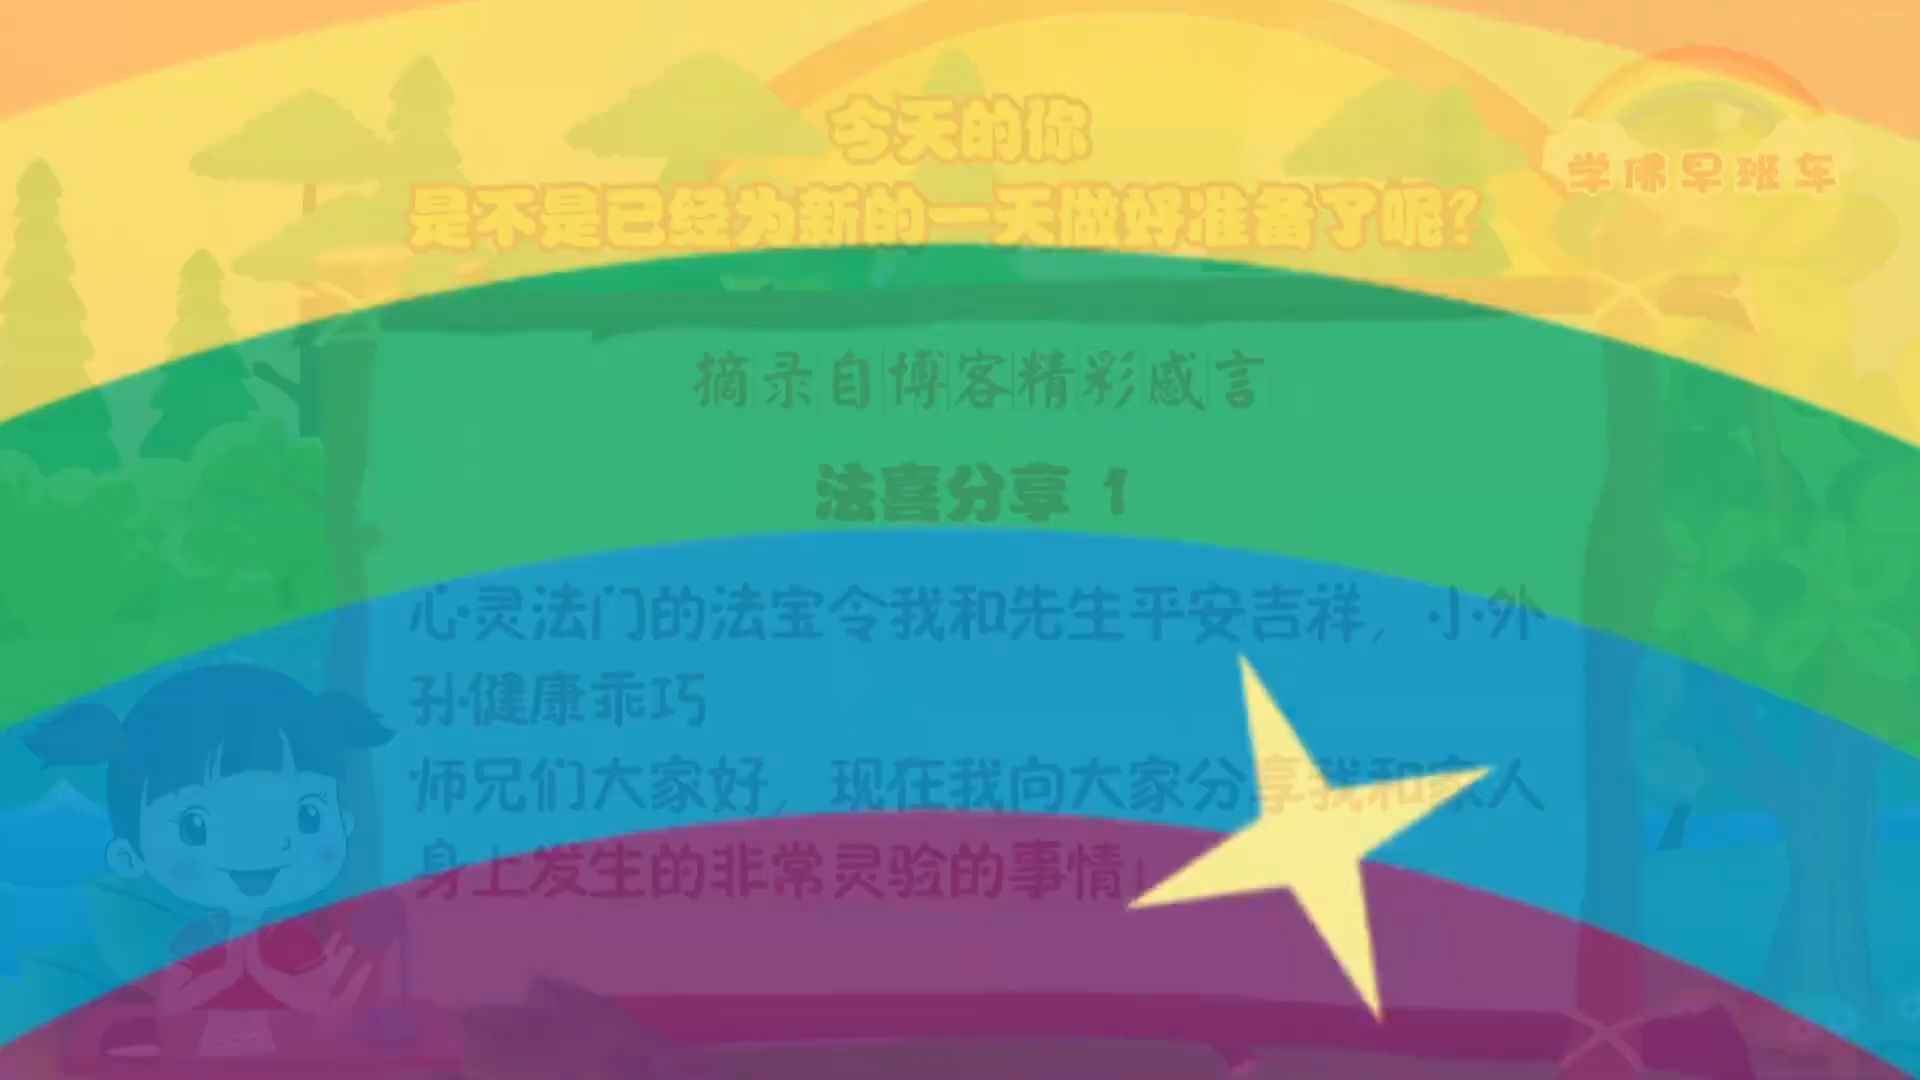 今天的你
是不是已经为新的一天做好准备了呢?
学佛早班车
摘录自博客精彩感言
法喜分享 1
心灵法门的法宝令我和先生平安吉祥，小外
孙健康乖巧
师兄们大家好，现在我向大家分享我和家人
身上发生的非常灵验的事情！